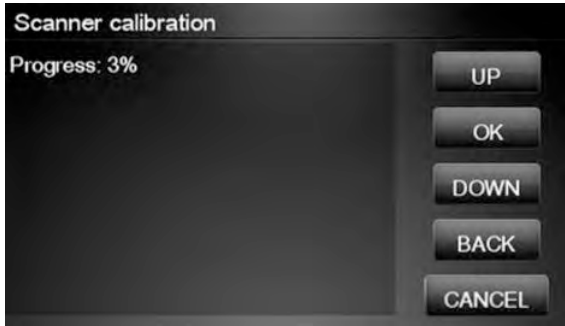 Scanner calibration
Progress: 3%
UP
OK
DOWN
BACK
CANCEL